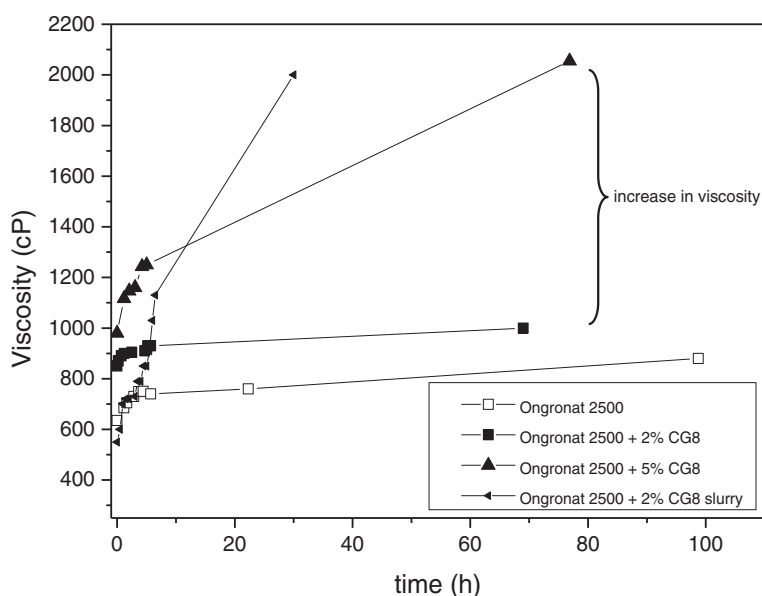 2200
2000
1800
1600
1400
1200
1000
800
600
400
Viscosity (cP)
increase in viscosity
Ongronat 2500
Ongronat 2500 + 2% CG8
Ongronat 2500 + 5% CG8
Ongronat 2500 + 2% CG8 slurry
0
20
40
60
80
100
time (h)